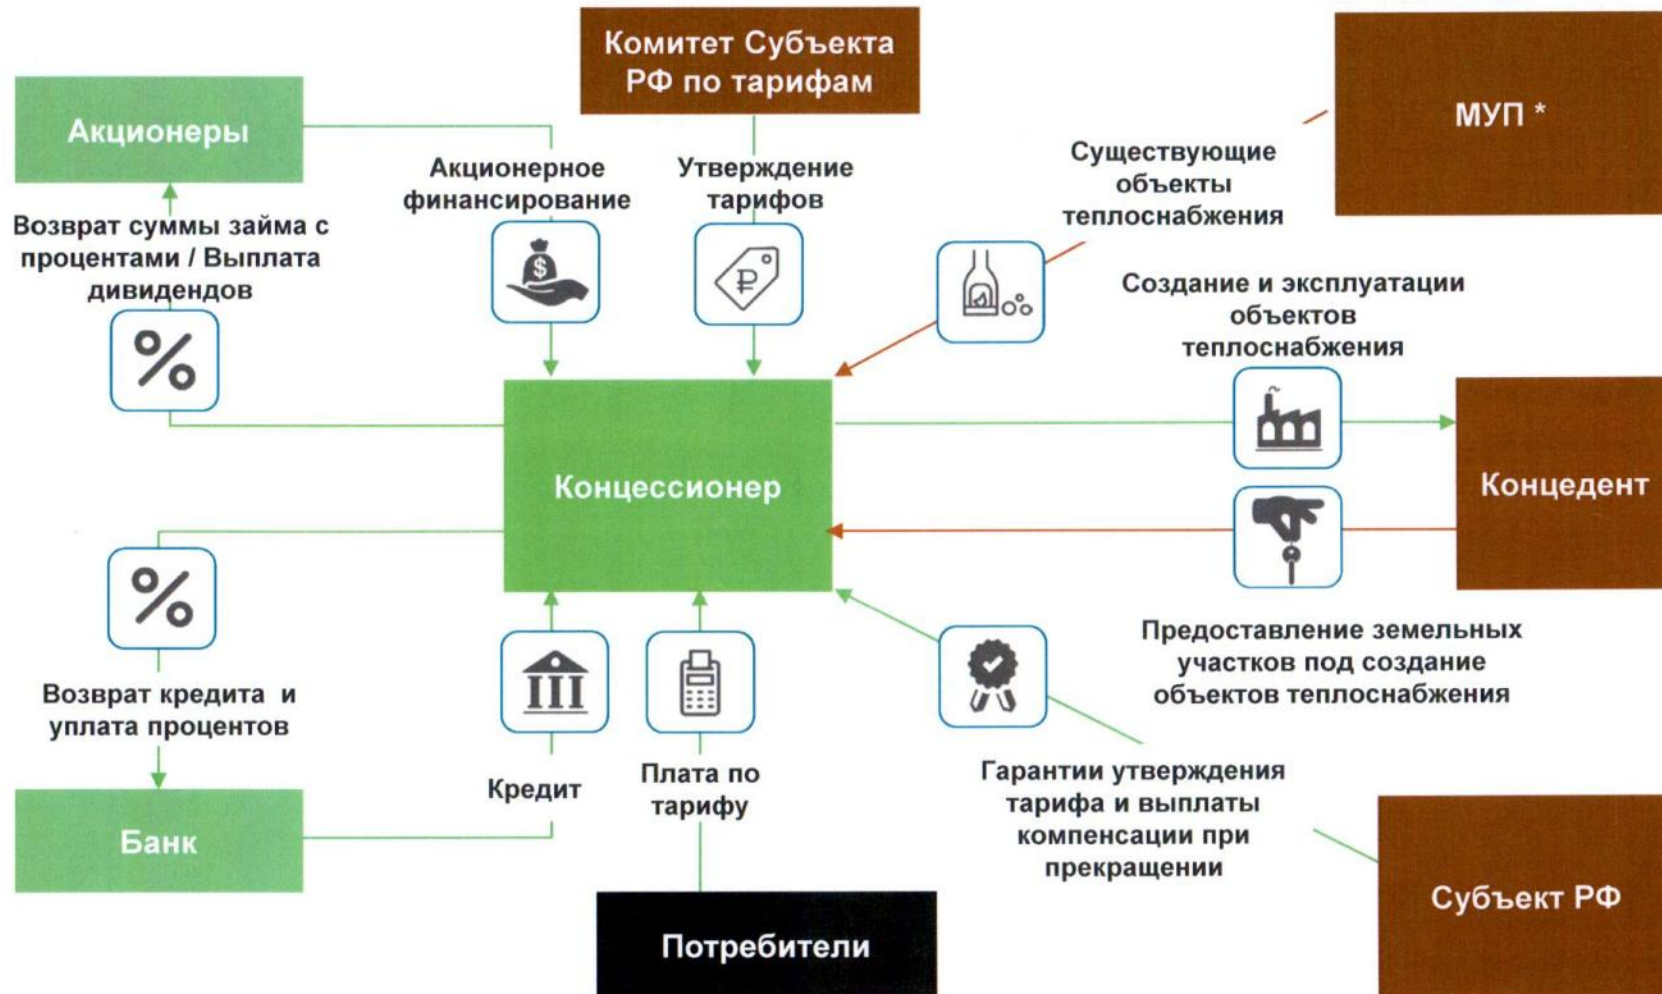 Комитет Субъекта
РФ по тарифам
Акционеры
МУП *
Акционерное
финансирование
Утверждение
тарифов
Существующие
объекты
теплоснабжения
Возврат суммы займа с
процентами / Выплата
дивидендов
$
₽
Создание и эксплуатации
объектов
теплоснабжения
%
Концессионер
Концедент
%
Предоставление земельных
участков под создание
объектов теплоснабжения
Возврат кредита и
уплата процентов
Кредит
Плата по
тарифу
Гарантии утверждения
тарифа и выплаты
компенсации при
прекращении
Банк
Потребители
Субъект РФ